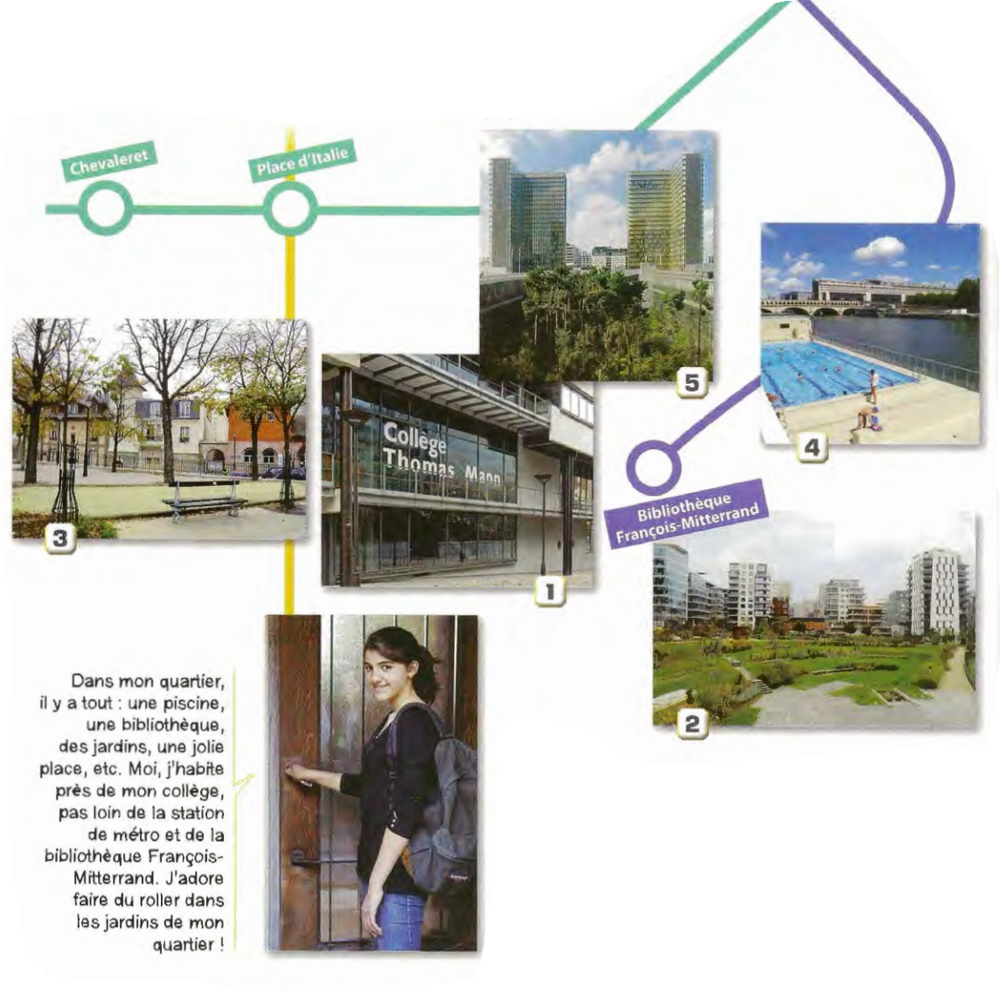 Chevaleret
Place d'Italie
5
4
3
Collège
Thomas Mann
1
Bibliothèque
François-Mitterrand
2
Dans mon quartier,
il y a tout : une piscine,
une bibliothèque,
des jardins, une jolie
place, etc. Moi, j'habite
près de mon collège,
pas loin de la station
de métro et de la
bibliothèque François-
Mitterrand. J'adore
faire du roller dans
les jardins de mon
quartier !